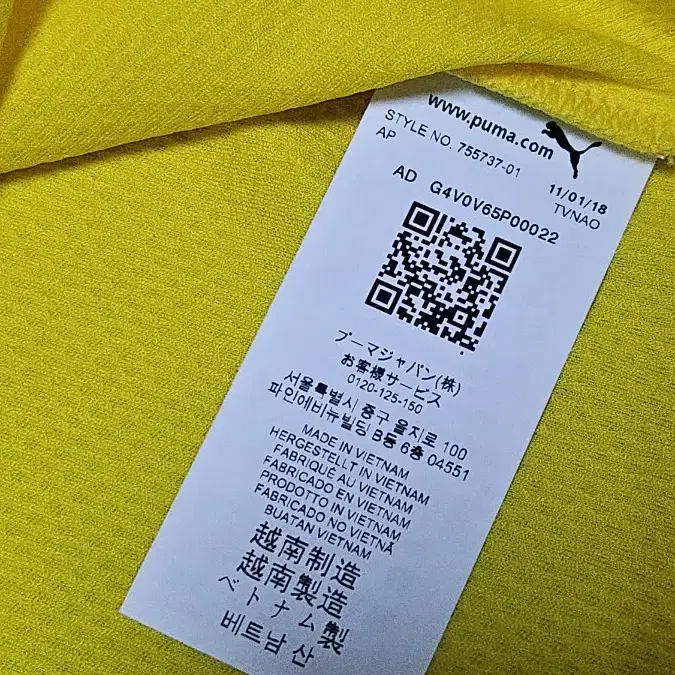 www.puma.com
STYLE NO. 755737-01
AP
11/01/18
TVNAO
AD G4V0V65P00022
プーマジャパン(株)
お客様サービス
0120-125-150
서울특별시 중구 을지로 100
파인에비뉴빌딩 B동 6층 04551
MADE IN VIETNAM
HERGESTELLT IN VIETNAM
FABRIQUÉ AU VIETNAM
FABRICADO EN VIETNAM
PRODOTTO IN VIETNAM
FABRICADO NO VIETNÃ
BUATAN VIETNAM
越南制造
越南製造
ベトナム製
베트남 산